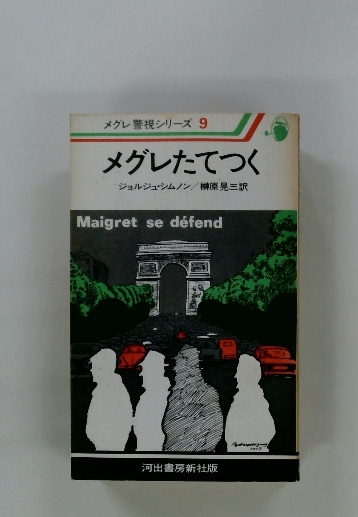 メグレ警視シリーズ 9
メグレたてつく
ジョルジュ・シムノン/榊原晃三訳
Maigret se défend
河出書房新社版